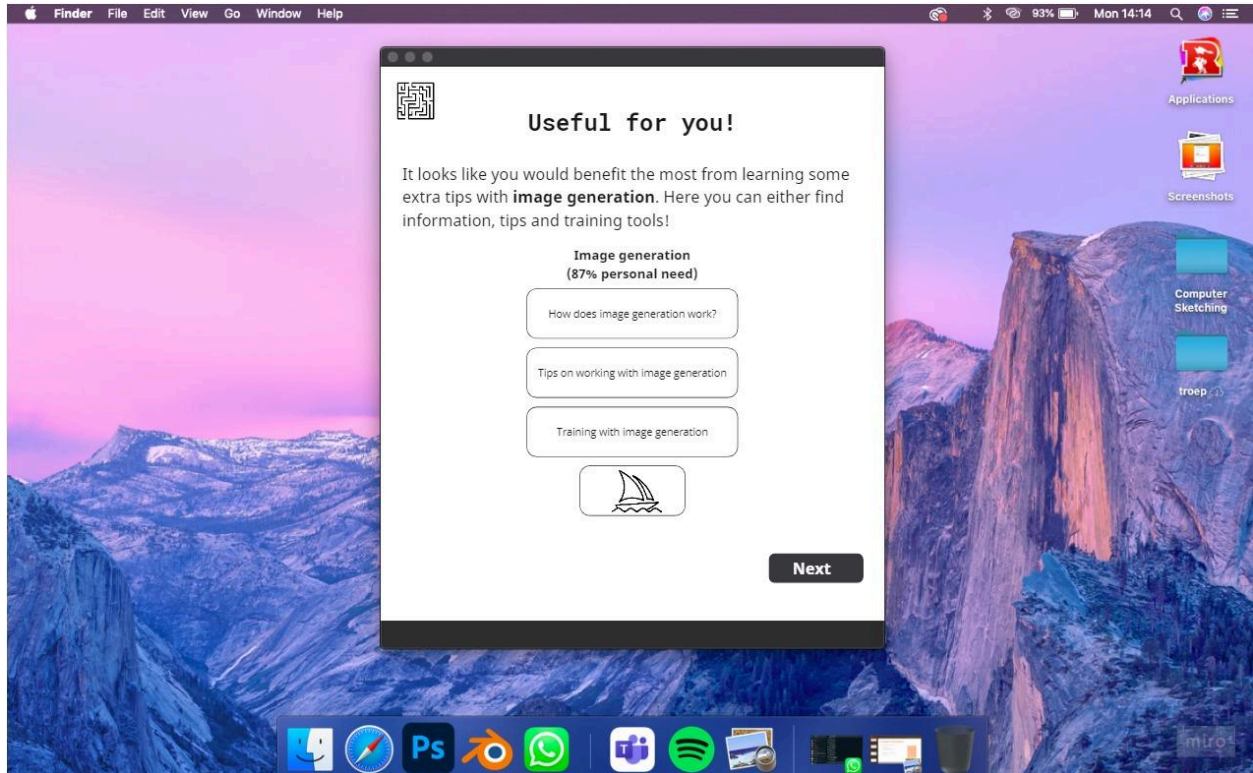 Finder File Edit View Go Window Help 93% Mon 14:14
Applications
Screenshots
Computer
Sketching
troep
Useful for you!
It looks like you would benefit the most from learning some
extra tips with image generation. Here you can either find
information, tips and training tools!
Image generation
(87% personal need)
How does image generation work?
Tips on working with image generation
Training with image generation
Next
Ps
miro